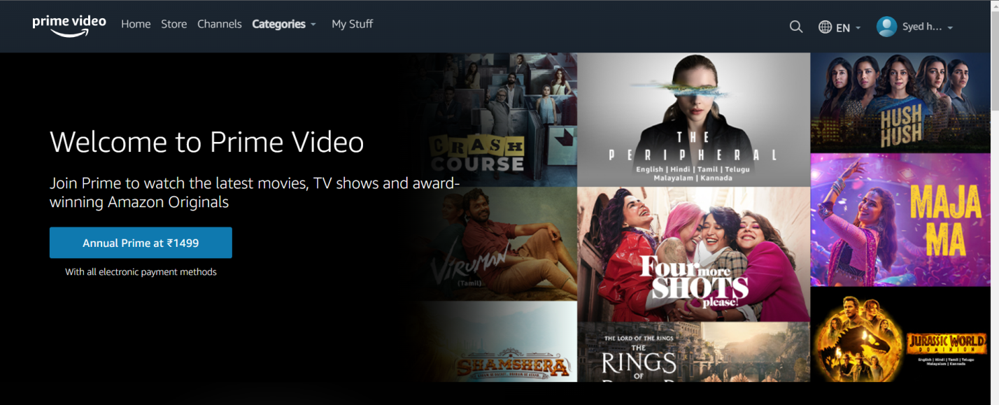 prime video
Home Store Channels Categories My Stuff
EN
Syed h...
Welcome to Prime Video
Join Prime to watch the latest movies, TV shows and award-
winning Amazon Originals
Annual Prime at ₹1499
With all electronic payment methods
CRASH
COURSE
THE
PERIPHERAL
English | Hindi | Tamil | Telugu
Malayalam | Kannada
HUSH
HUSH
VIRUMAN
(Tamil)
Four more
SHOTS
please!
MAJA
MA
SHAMSHERA
THE LORD OF THE RINGS
THE
RINGS
OF
JURASSIC WORLD
DOMINION
English | Hindi | Tamil | Telugu
Malayalam | Kannada